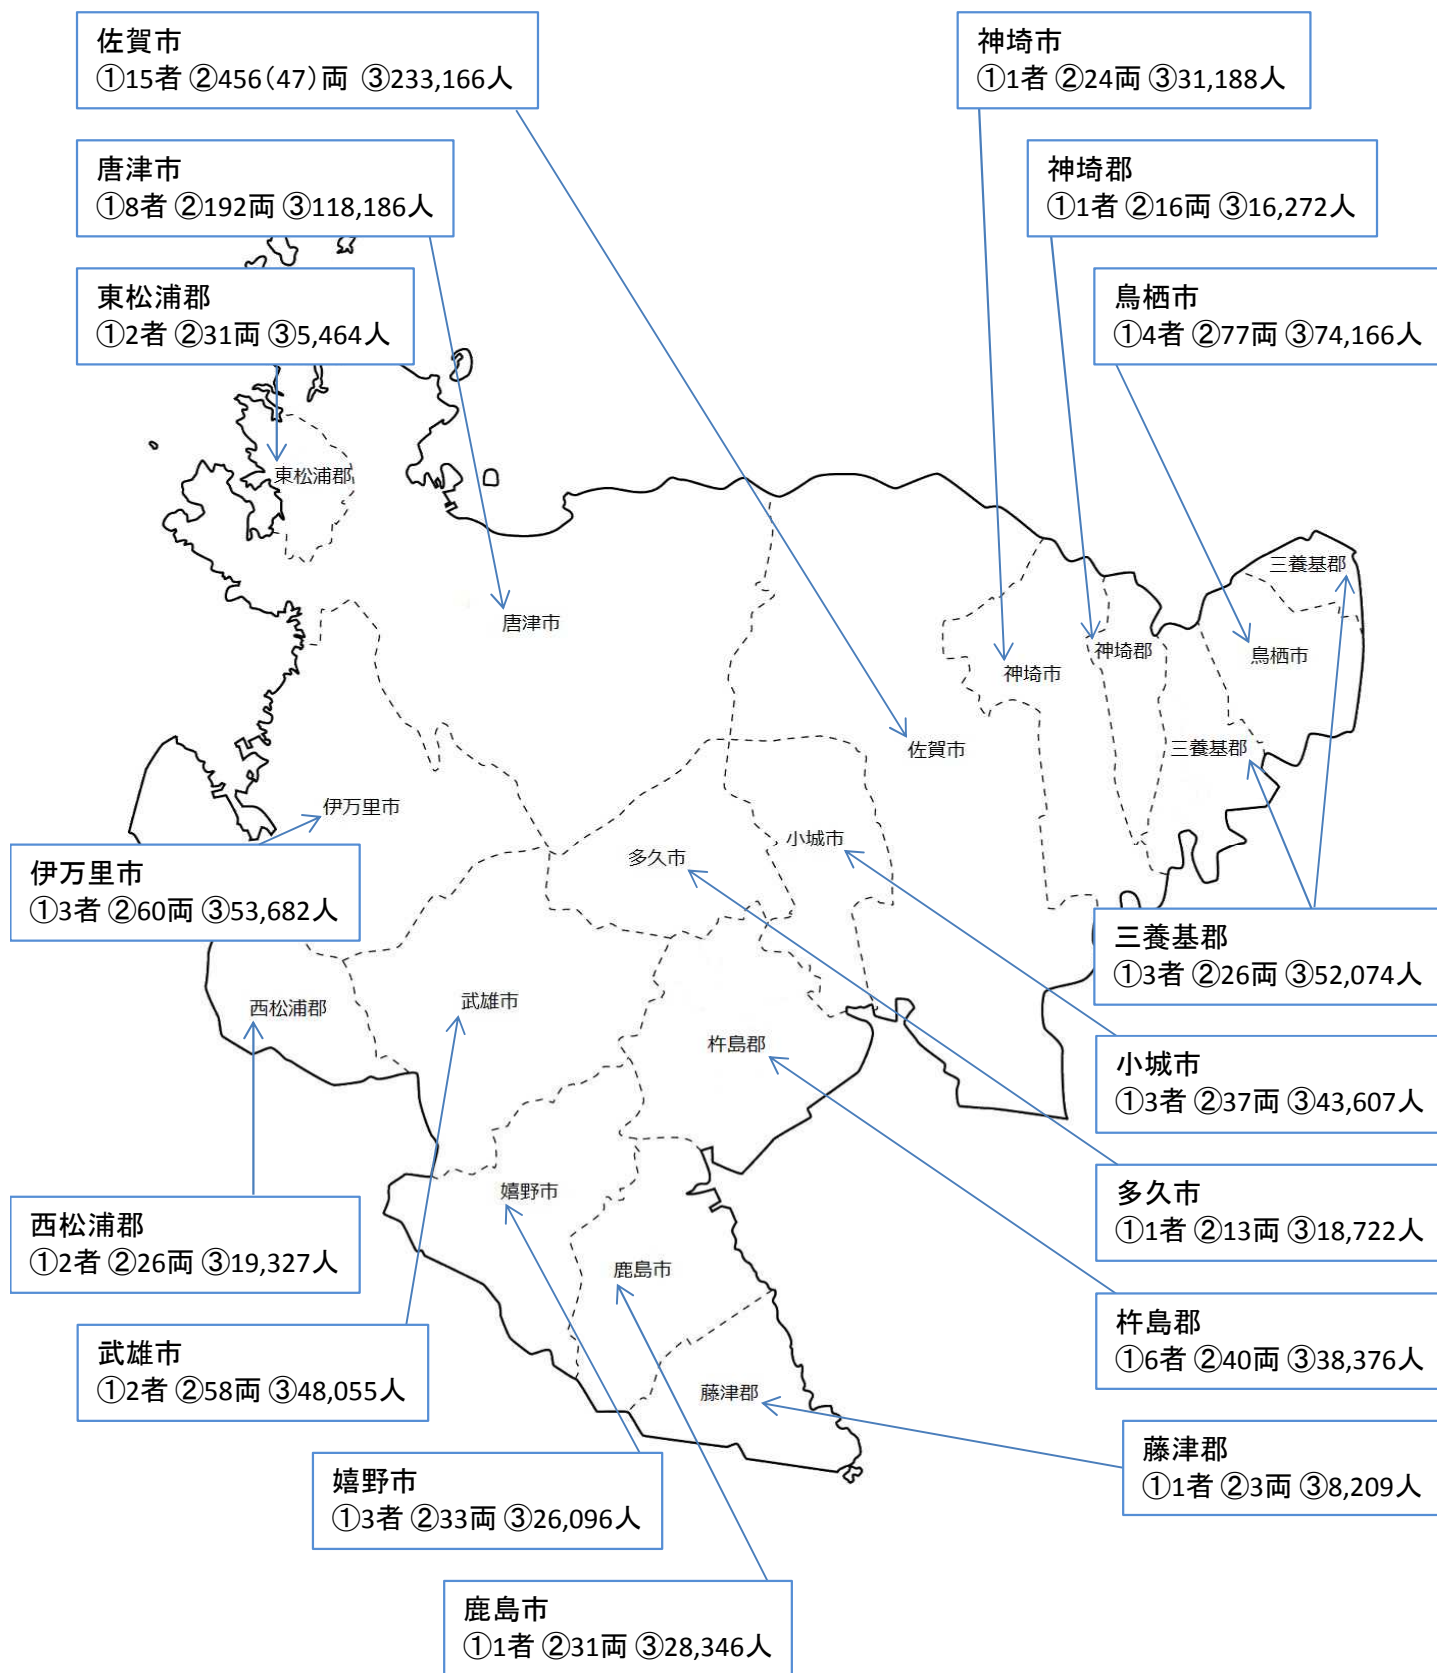 佐賀市
①15者 ②456(47)両 ③233,166人
神埼市
①1者 ②24両 ③31,188人
唐津市
①8者 ②192両 ③118,186人
神埼郡
①1者 ②16両 ③16,272人
東松浦郡
①2者 ②31両 ③5,464人
鳥栖市
①4者 ②77両 ③74,166人
東松浦郡
三養基郡
唐津市
神埼郡
鳥栖市
神埼市
佐賀市
三養基郡
伊万里市
小城市
多久市
伊万里市
①3者 ②60両 ③53,682人
三養基郡
①3者 ②26両 ③52,074人
西松浦郡
武雄市
杵島郡
小城市
①3者 ②37両 ③43,607人
多久市
①1者 ②13両 ③18,722人
嬉野市
西松浦郡
①2者 ②26両 ③19,327人
鹿島市
杵島郡
①6者 ②40両 ③38,376人
武雄市
①2者 ②58両 ③48,055人
藤津郡
藤津郡
①1者 ②3両 ③8,209人
嬉野市
①3者 ②33両 ③26,096人
鹿島市
①1者 ②31両 ③28,346人